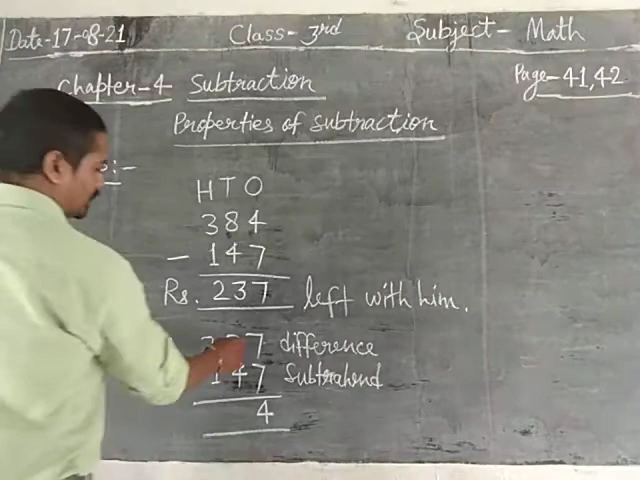 Date-17-08-21 Class-3rd Subject- Math
Chapter-4 Subtraction Page-41,42
Properties of subtraction
:-
H T O
3 8 4
- 1 4 7
Rs. 2 3 7 left with him.
2 3 7 difference
1 4 7 Subtrahend
4